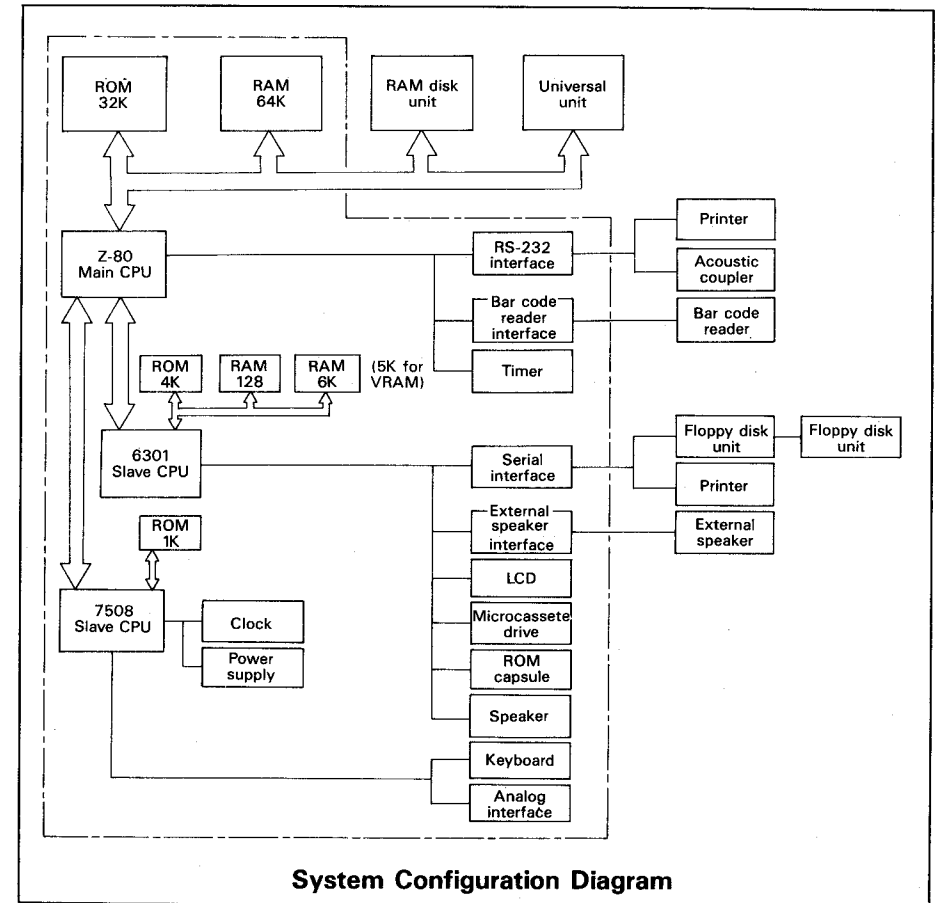 ROM
32K
RAM
64K
RAM disk
unit
Universal
unit
Z-80
Main CPU
RS-232
interface
Printer
Acoustic
coupler
Bar code
reader
interface
Bar code
reader
Timer
ROM
4K
RAM
128
RAM
6K
(5K for
VRAM)
6301
Slave CPU
Serial
interface
Floppy disk
unit
Floppy disk
unit
Printer
External
speaker
interface
External
speaker
ROM
1K
LCD
7508
Slave CPU
Clock
Power
supply
Microcassete
drive
ROM
capsule
Speaker
Keyboard
Analog
interface
System Configuration Diagram